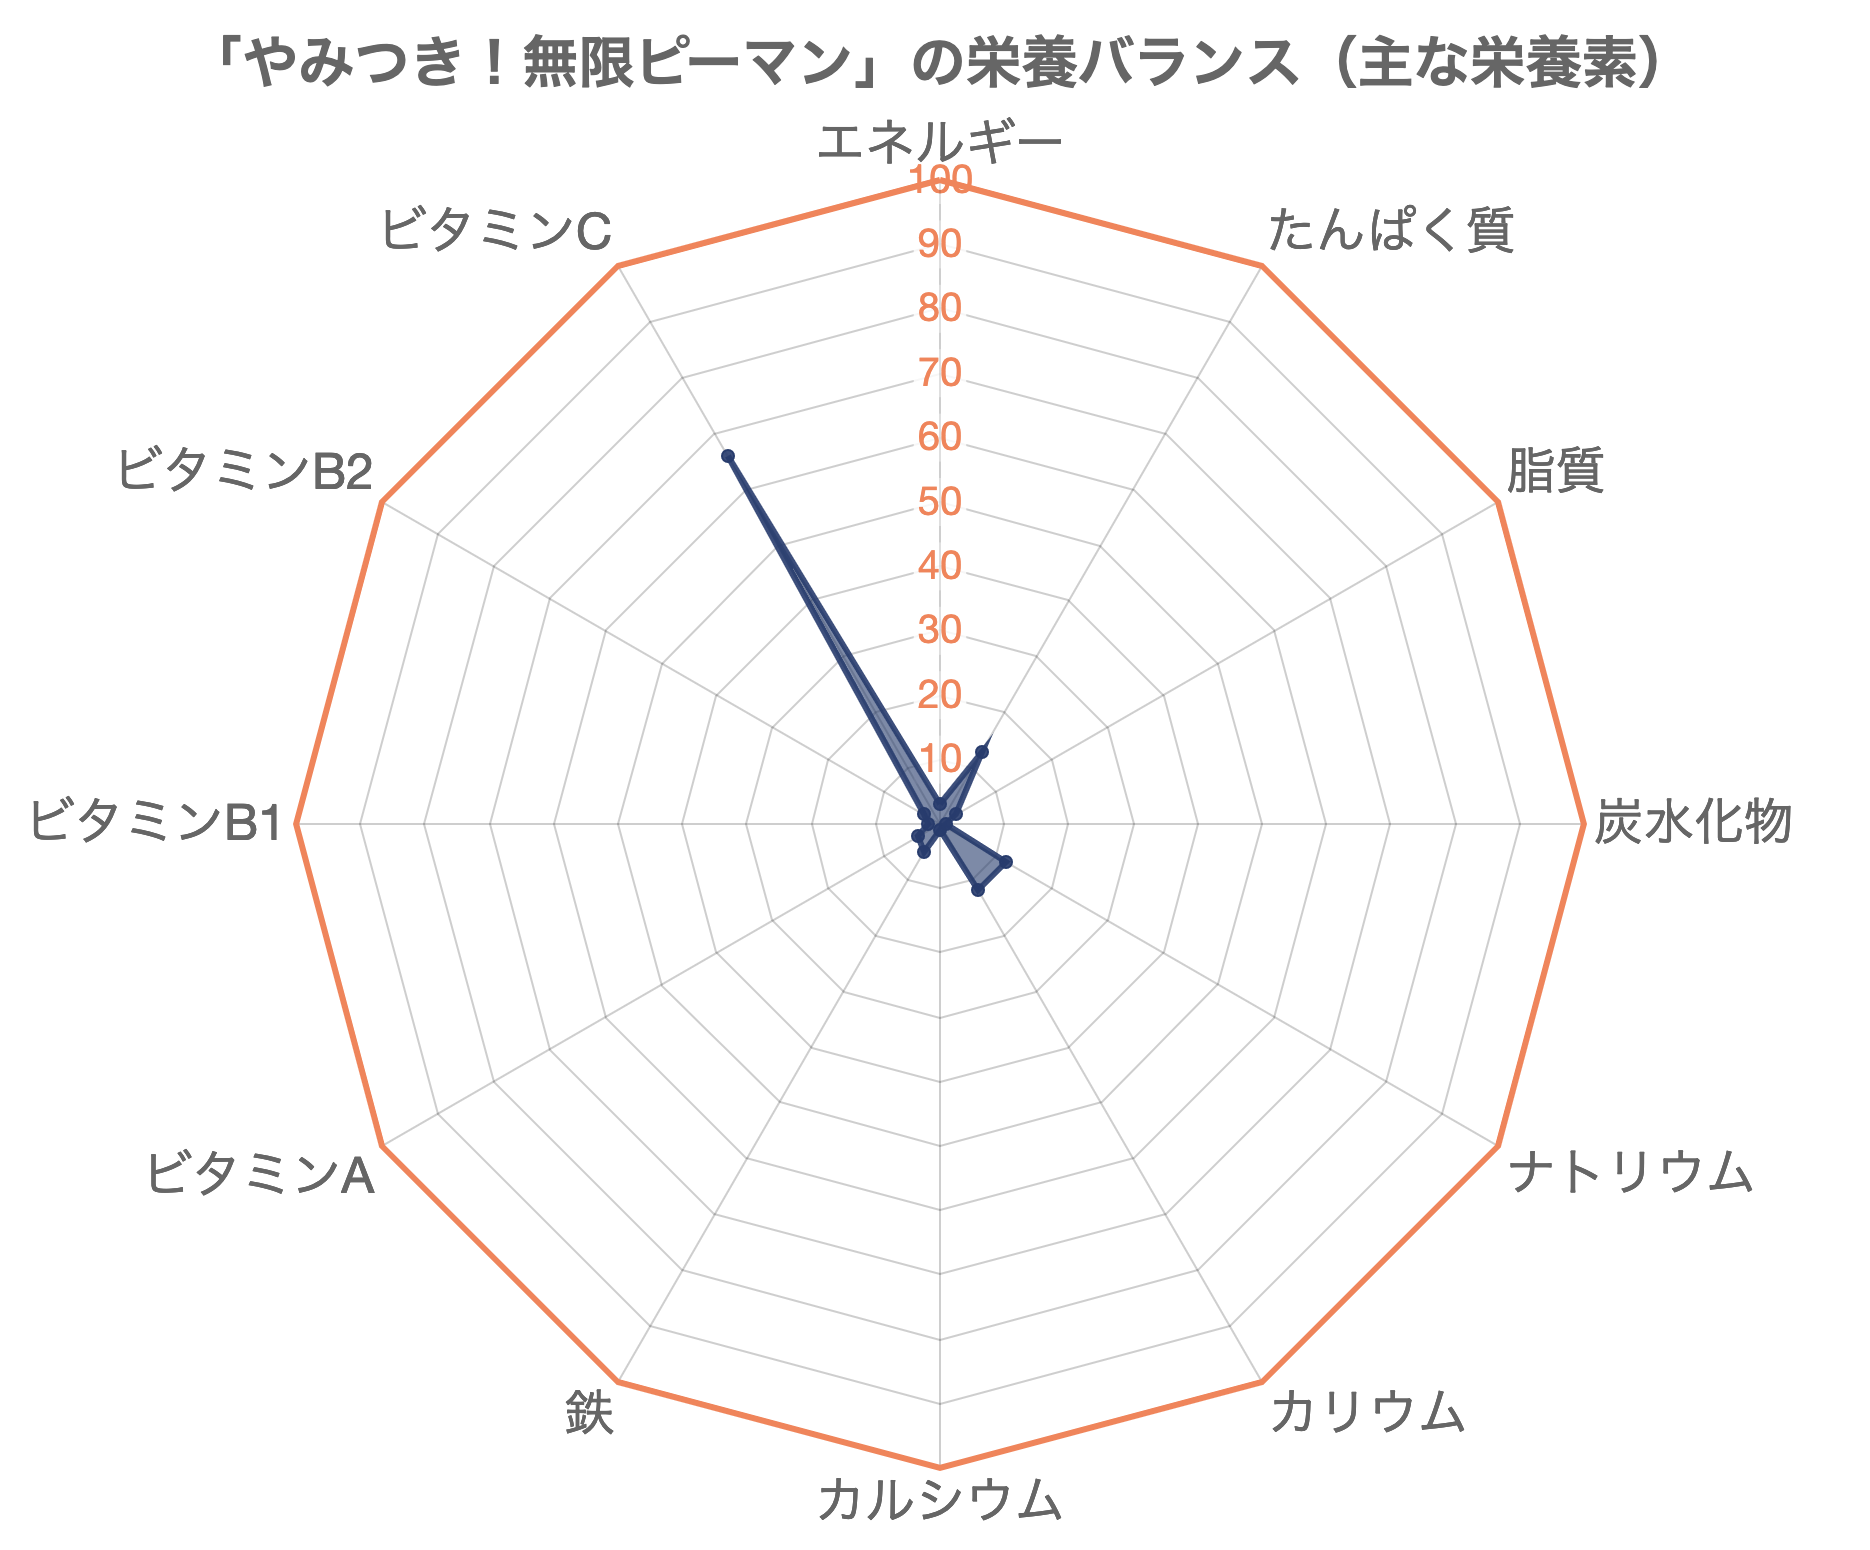 「やみつき！無限ピーマン」の栄養バランス（主な栄養素）
エネルギー
たんぱく質
脂質
炭水化物
ナトリウム
カリウム
カルシウム
鉄
ビタミンA
ビタミンB1
ビタミンB2
ビタミンC
100
90
80
70
60
50
40
30
20
10